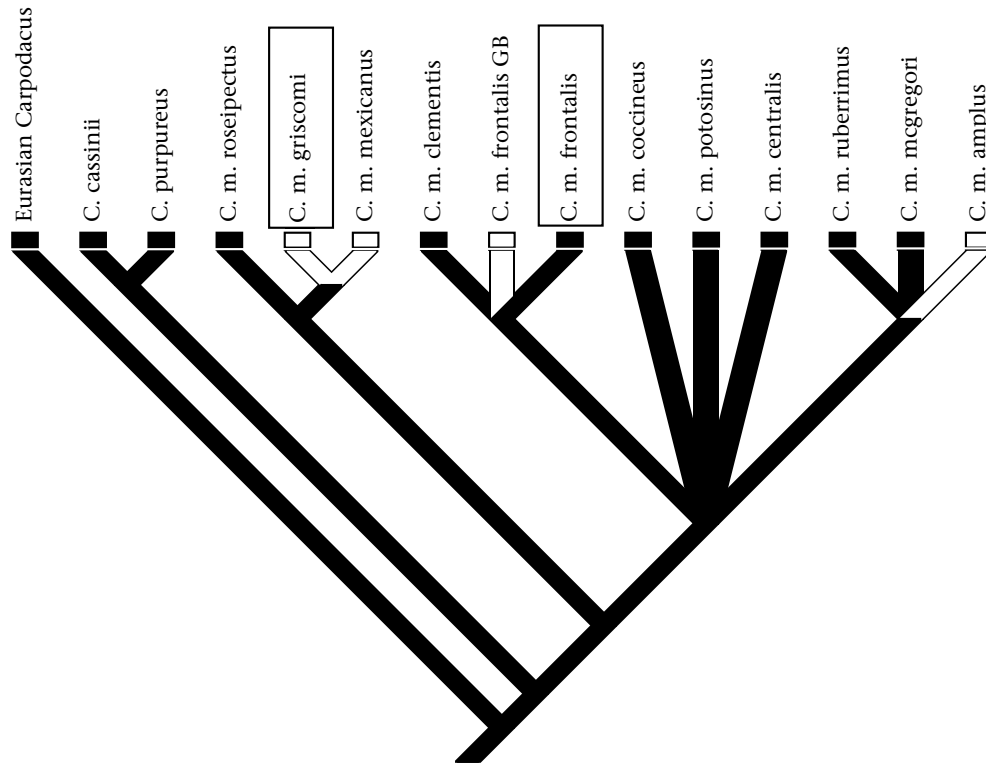 Eurasian Carpodacus
C. cassinii
C. purpureus
C. m. roseipectus
C. m. griscomi
C. m. mexicanus
C. m. clementis
C. m. frontalis GB
C. m. frontalis
C. m. coccineus
C. m. potosinus
C. m. centralis
C. m. ruberrimus
C. m. mcgregori
C. m. amplus